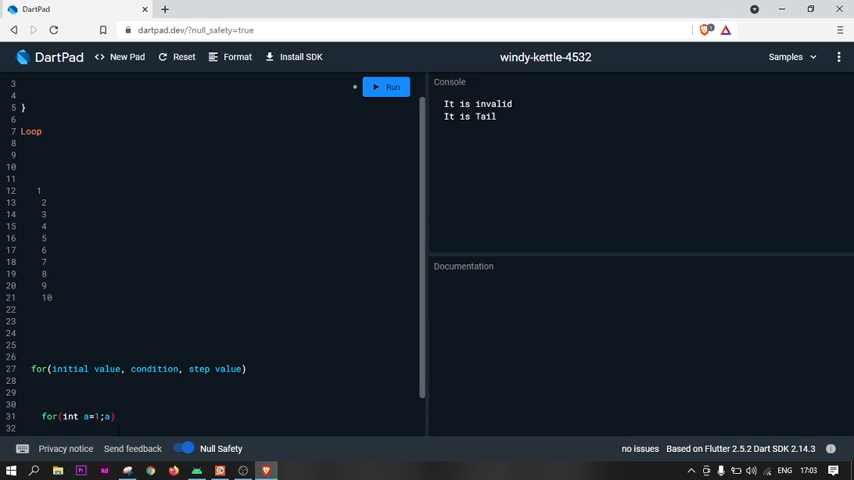 DartPad
dartpad.dev/?null_safety=true
DartPad
New Pad
Reset
Format
Install SDK
windy-kettle-4532
Samples
Run
Console
It is invalid
It is Tail
Documentation
3
4
5 }
6
7 Loop
8
9
10
11
12 1
13 2
14 3
15 4
16 5
17 6
18 7
19 8
20 9
21 10
22
23
24
25
26
27 for(initial value, condition, step value)
28
29
30
31 for(int a=1;a)
32
Privacy notice
Send feedback
Null Safety
no issues
Based on Flutter 2.5.2 Dart SDK 2.14.3
ENG
17:03